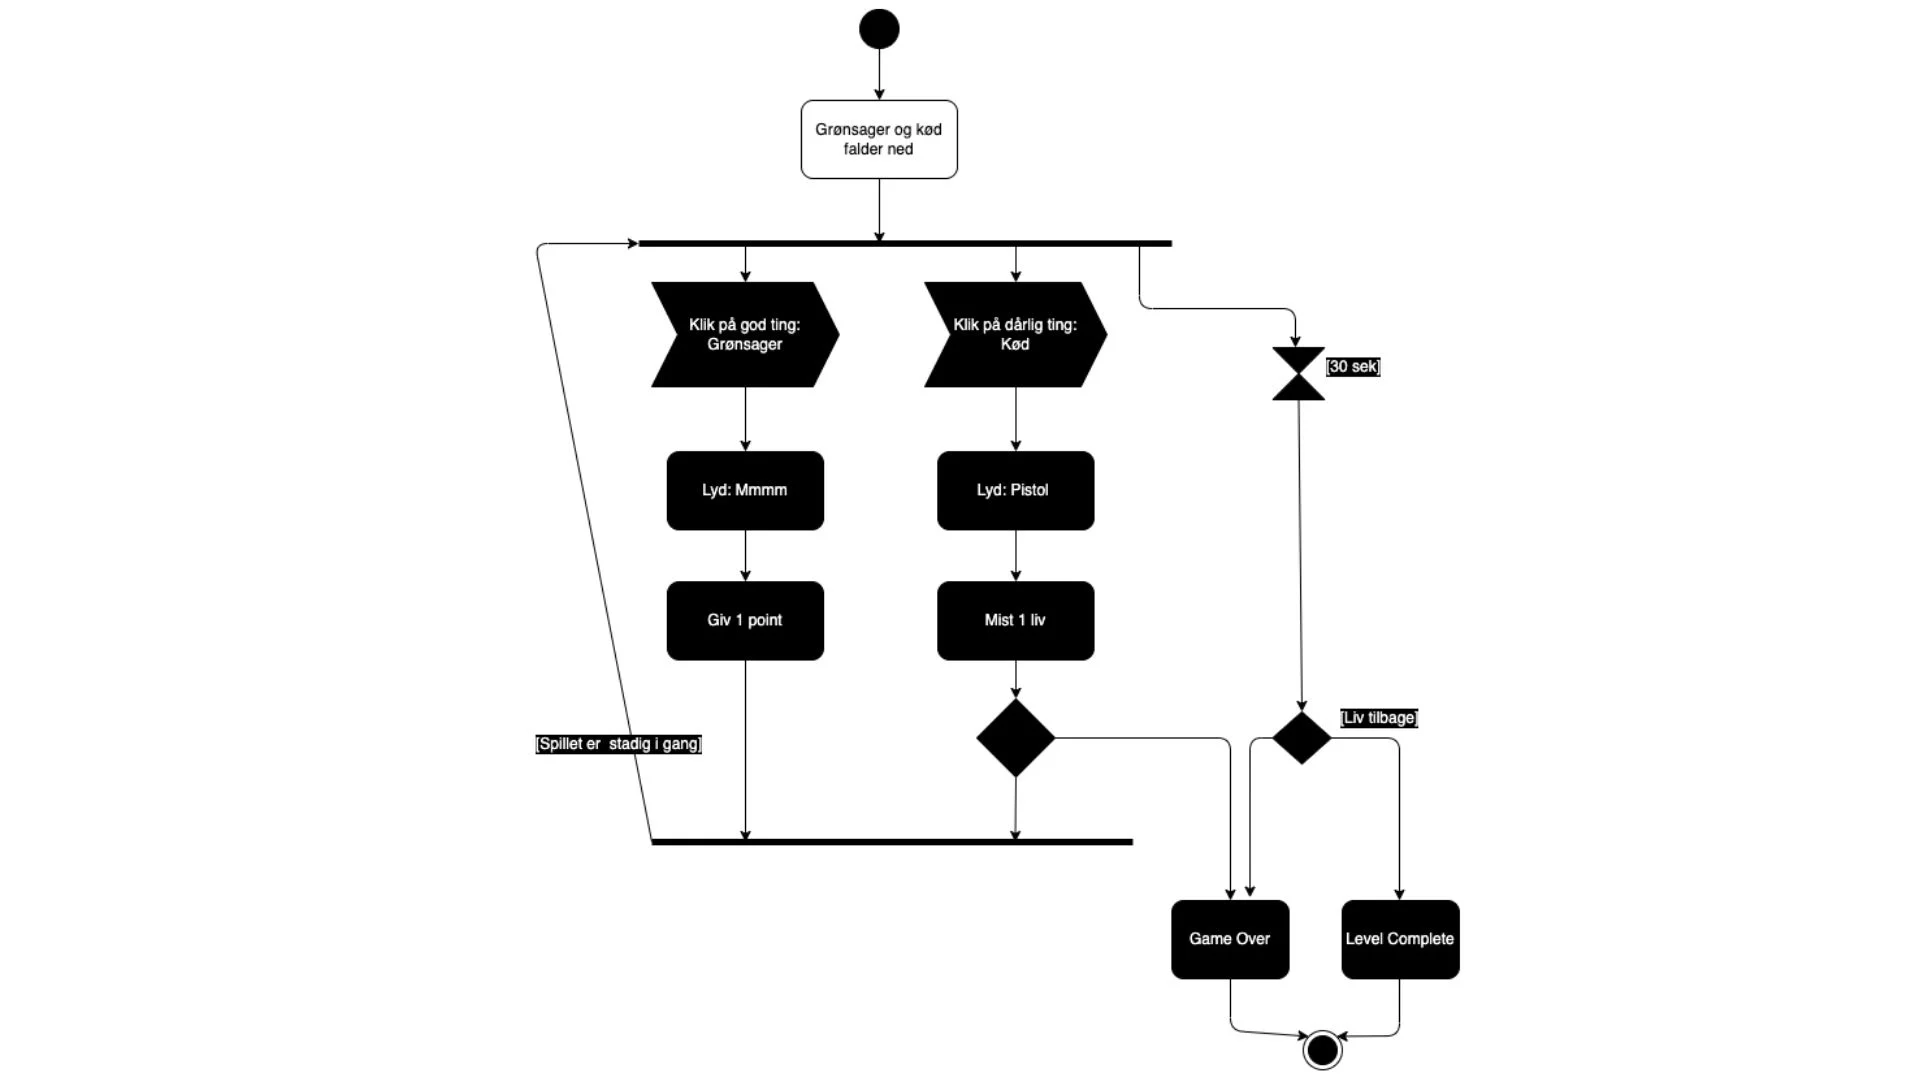 Grønsager og kød
falder ned
Klik på god ting:
Grønsager
Klik på dårlig ting:
Kød
[30 sek]
Lyd: Mmmm
Lyd: Pistol
Giv 1 point
Mist 1 liv
[Liv tilbage]
[Spillet er  stadig i gang]
Game Over
Level Complete